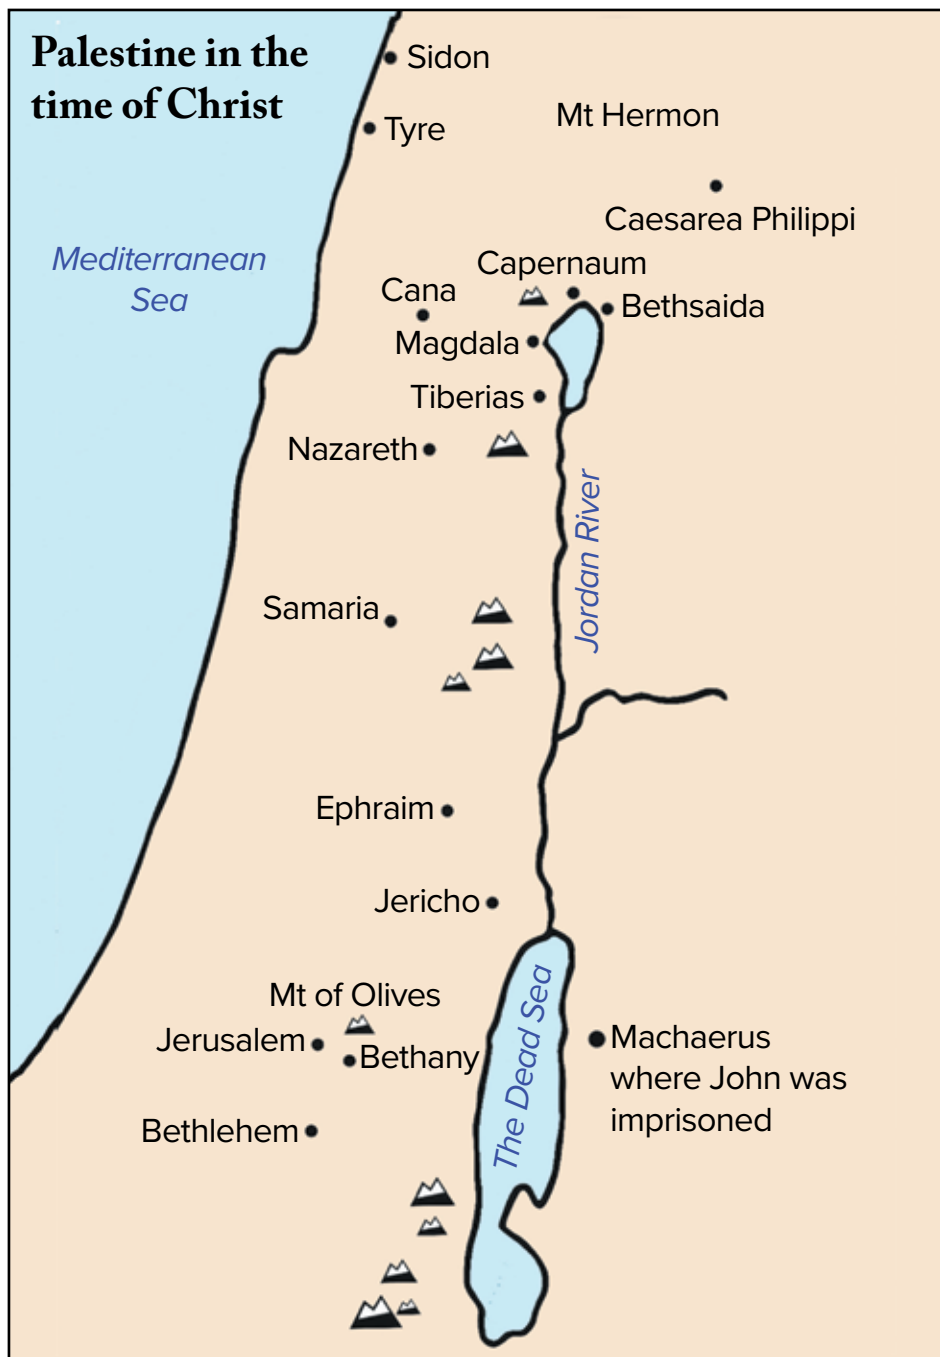 Palestine in the
time of Christ
Sidon
Tyre
Mt Hermon
Caesarea Philippi
Mediterranean
Sea
Capernaum
Cana
Bethsaida
Magdala
Tiberias
Nazareth
Jordan River
Samaria
Ephraim
Jericho
Mt of Olives
Jerusalem
Bethany
The Dead Sea
Machaerus
where John was
imprisoned
Bethlehem